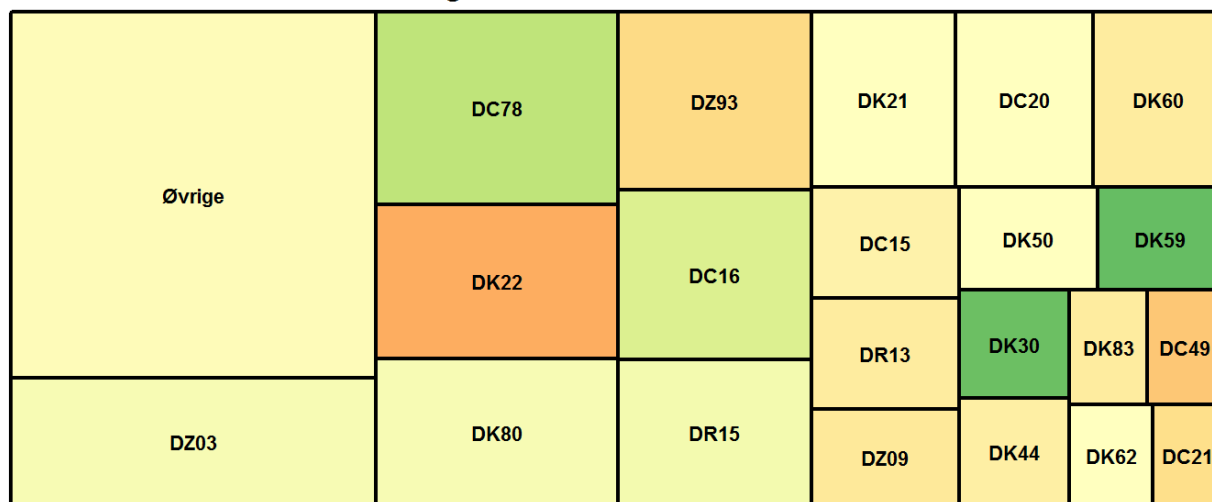 Øvrige
DZ03
DC78
DK22
DK80
DZ93
DC16
DR15
DK21
DC20
DK60
DC15
DR13
DZ09
DK50
DK59
DK30
DK83
DC49
DK44
DK62
DC21